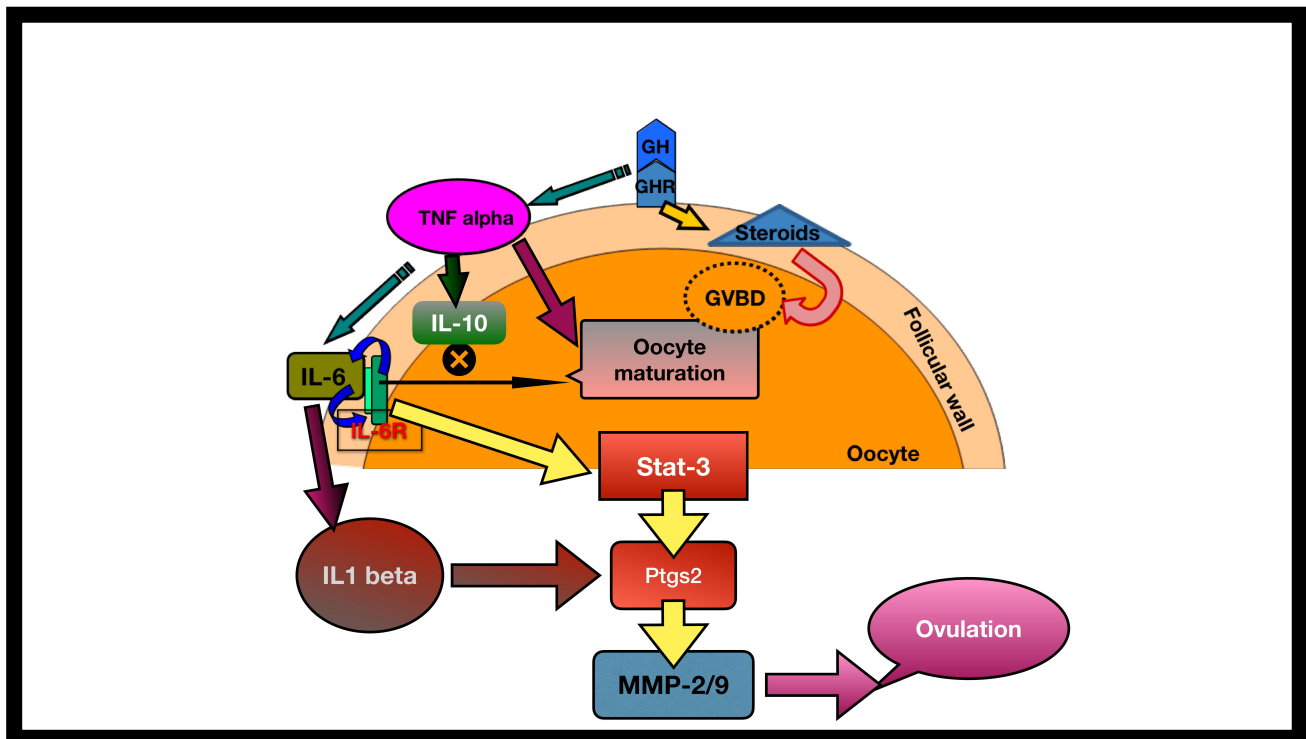 GH
GHR
TNF alpha
Steroids
GVBD
IL-10
Oocyte
maturation
Follicular wall
IL-6
IL-6R
Oocyte
Stat-3
IL1 beta
Ptgs2
Ovulation
MMP-2/9